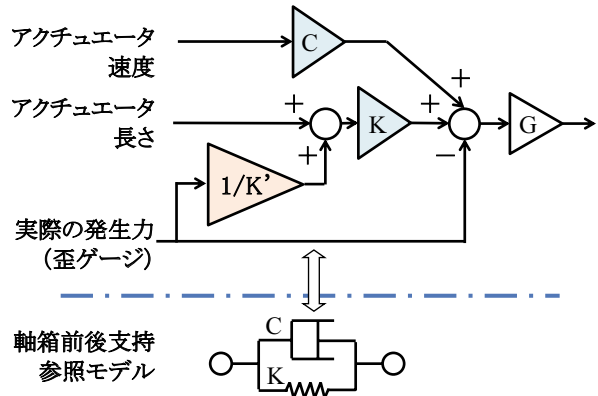 アクチュエータ
速度
C
+
アクチュエータ
長さ
+
+
K
+
−
G
1/K’
実際の発生力
(歪ゲージ)
軸箱前後支持
参照モデル
C
K